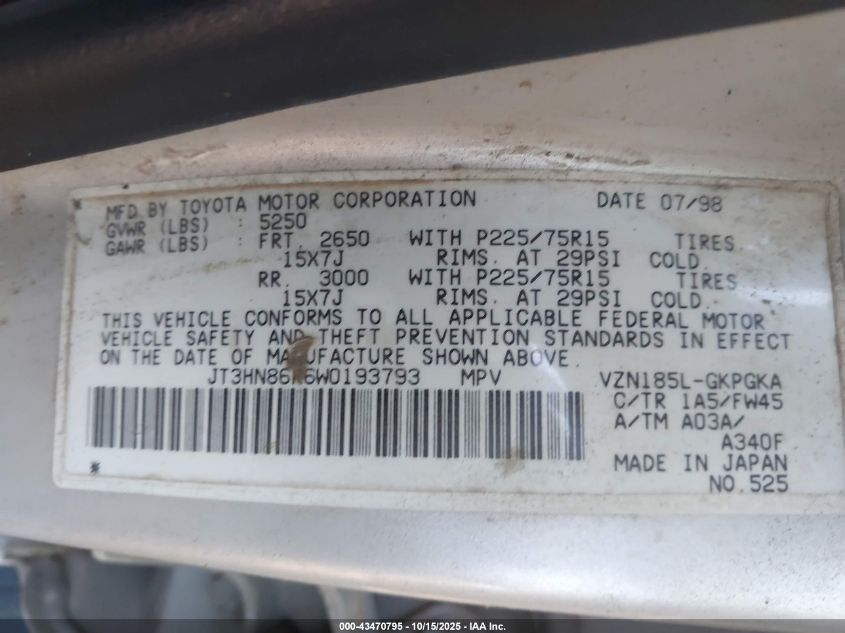 MFD BY TOYOTA MOTOR CORPORATION DATE 07/98
GVWR (LBS) : 5250
GAWR (LBS) : FRT. 2650 WITH P225/75R15 TIRES
15X7J RIMS. AT 29PSI COLD.
RR. 3000 WITH P225/75R15 TIRES
15X7J RIMS. AT 29PSI COLD.
THIS VEHICLE CONFORMS TO ALL APPLICABLE FEDERAL MOTOR
VEHICLE SAFETY AND THEFT PREVENTION STANDARDS IN EFFECT
ON THE DATE OF MANUFACTURE SHOWN ABOVE.
JT3HN86R6W0193793 MPV VZN185L-GKPGKA
C/TR 1A5/FW45
A/TM A03A/
A340F
MADE IN JAPAN
NO.525
000-43470795 - 10/15/2025 - IAA Inc.